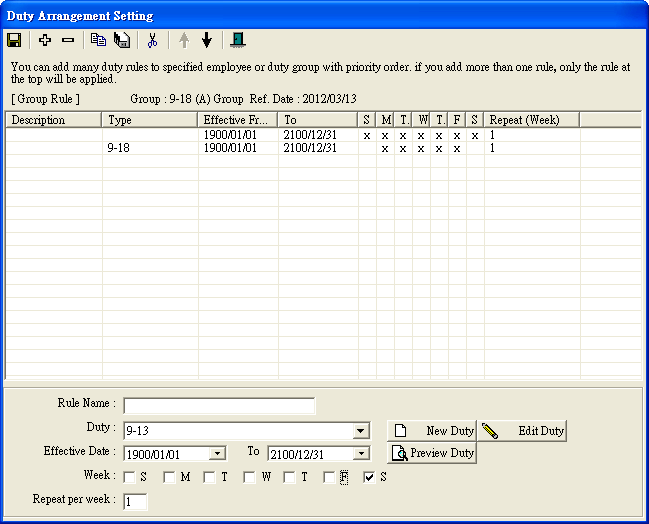 Duty Arrangement Setting
You can add many duty rules to specified employee or duty group with priority order. if you add more than one rule, only the rule at
the top will be applied.
[ Group Rule ] Group : 9-18 (A) Group Ref. Date : 2012/03/13
Description Type Effective Fr... To S M T. W T. F S Repeat (Week)
1900/01/01 2100/12/31 x x x x x x x 1
9-18 1900/01/01 2100/12/31 x x x x x 1
Rule Name :
Duty : 9-13 New Duty Edit Duty
Effective Date : 1900/01/01 To 2100/12/31 Preview Duty
Week : S M T W T F S
Repeat per week : 1